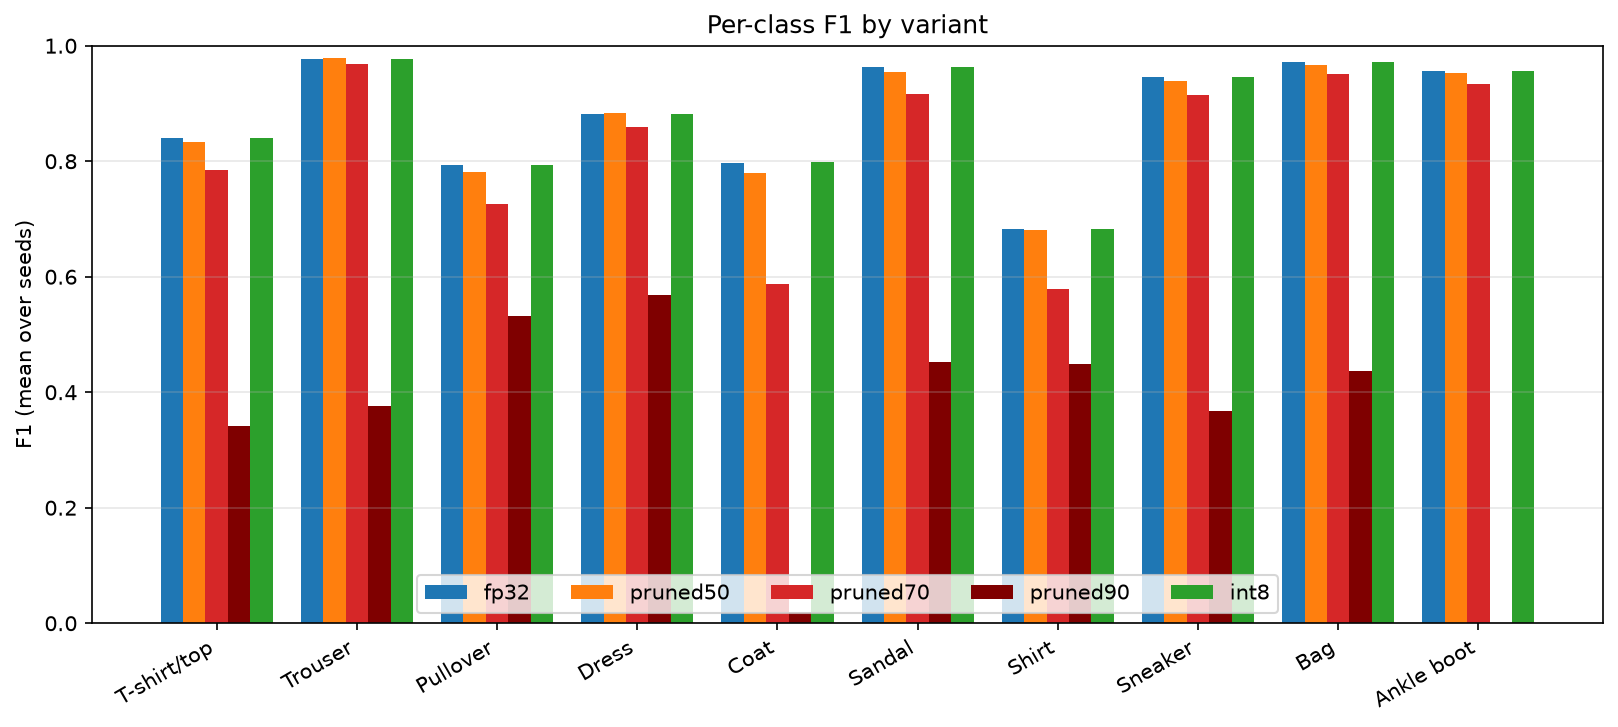 Per-class F1 by variant
F1 (mean over seeds)
1.0
0.8
0.6
0.4
0.2
0.0
fp32 pruned50 pruned70 pruned90 int8
T-shirt/top Trouser Pullover Dress Coat Sandal Shirt Sneaker Bag Ankle boot